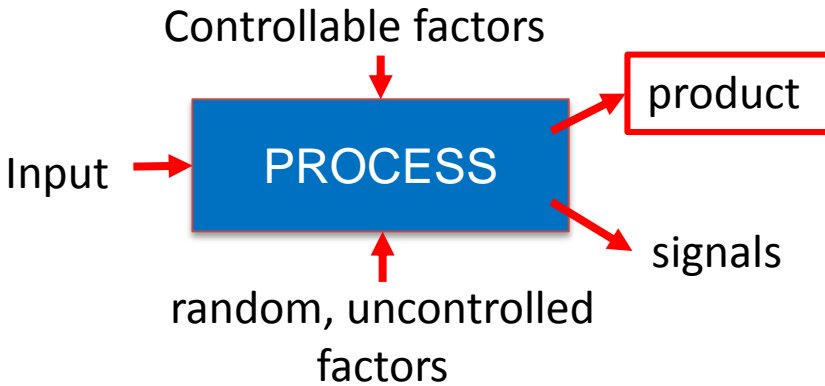 Controllable factors
product
Input
PROCESS
signals
random, uncontrolled
factors